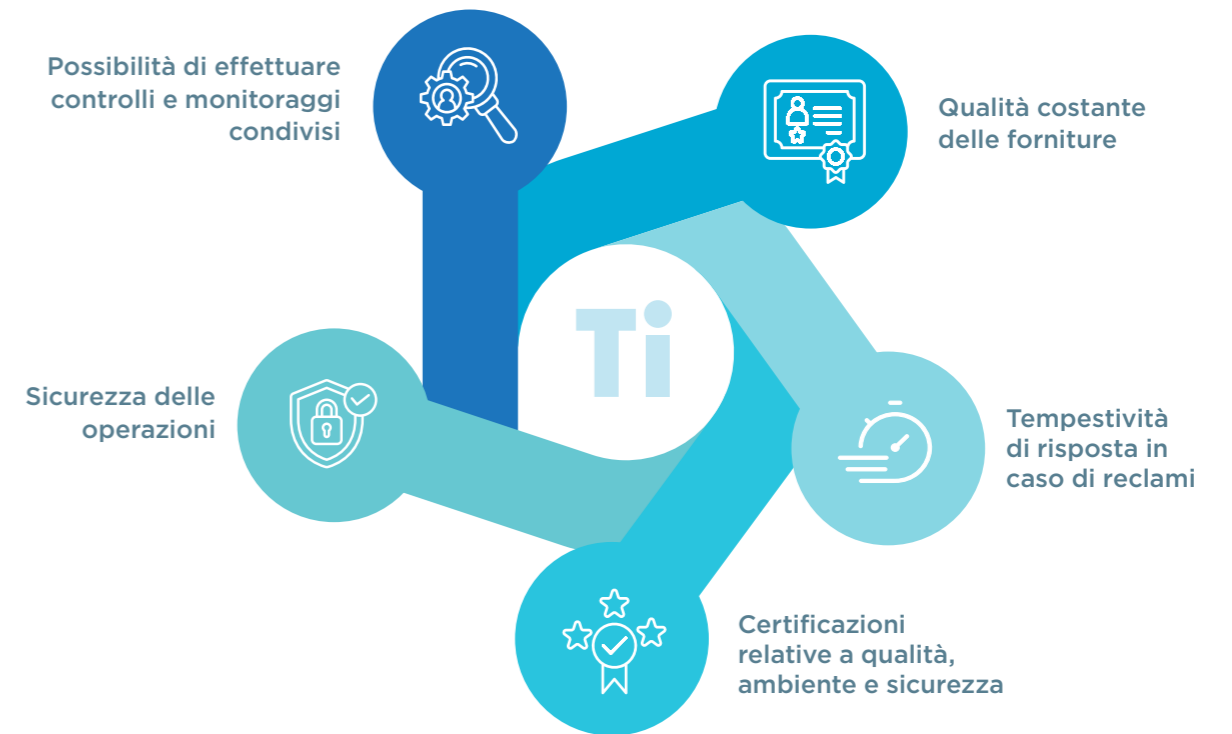 Possibilità di effettuare
controlli e monitoraggi
condivisi
Qualità costante
delle forniture
Ti
Sicurezza delle
operazioni
Tempestività
di risposta in
caso di reclami
Certificazioni
relative a qualità,
ambiente e sicurezza